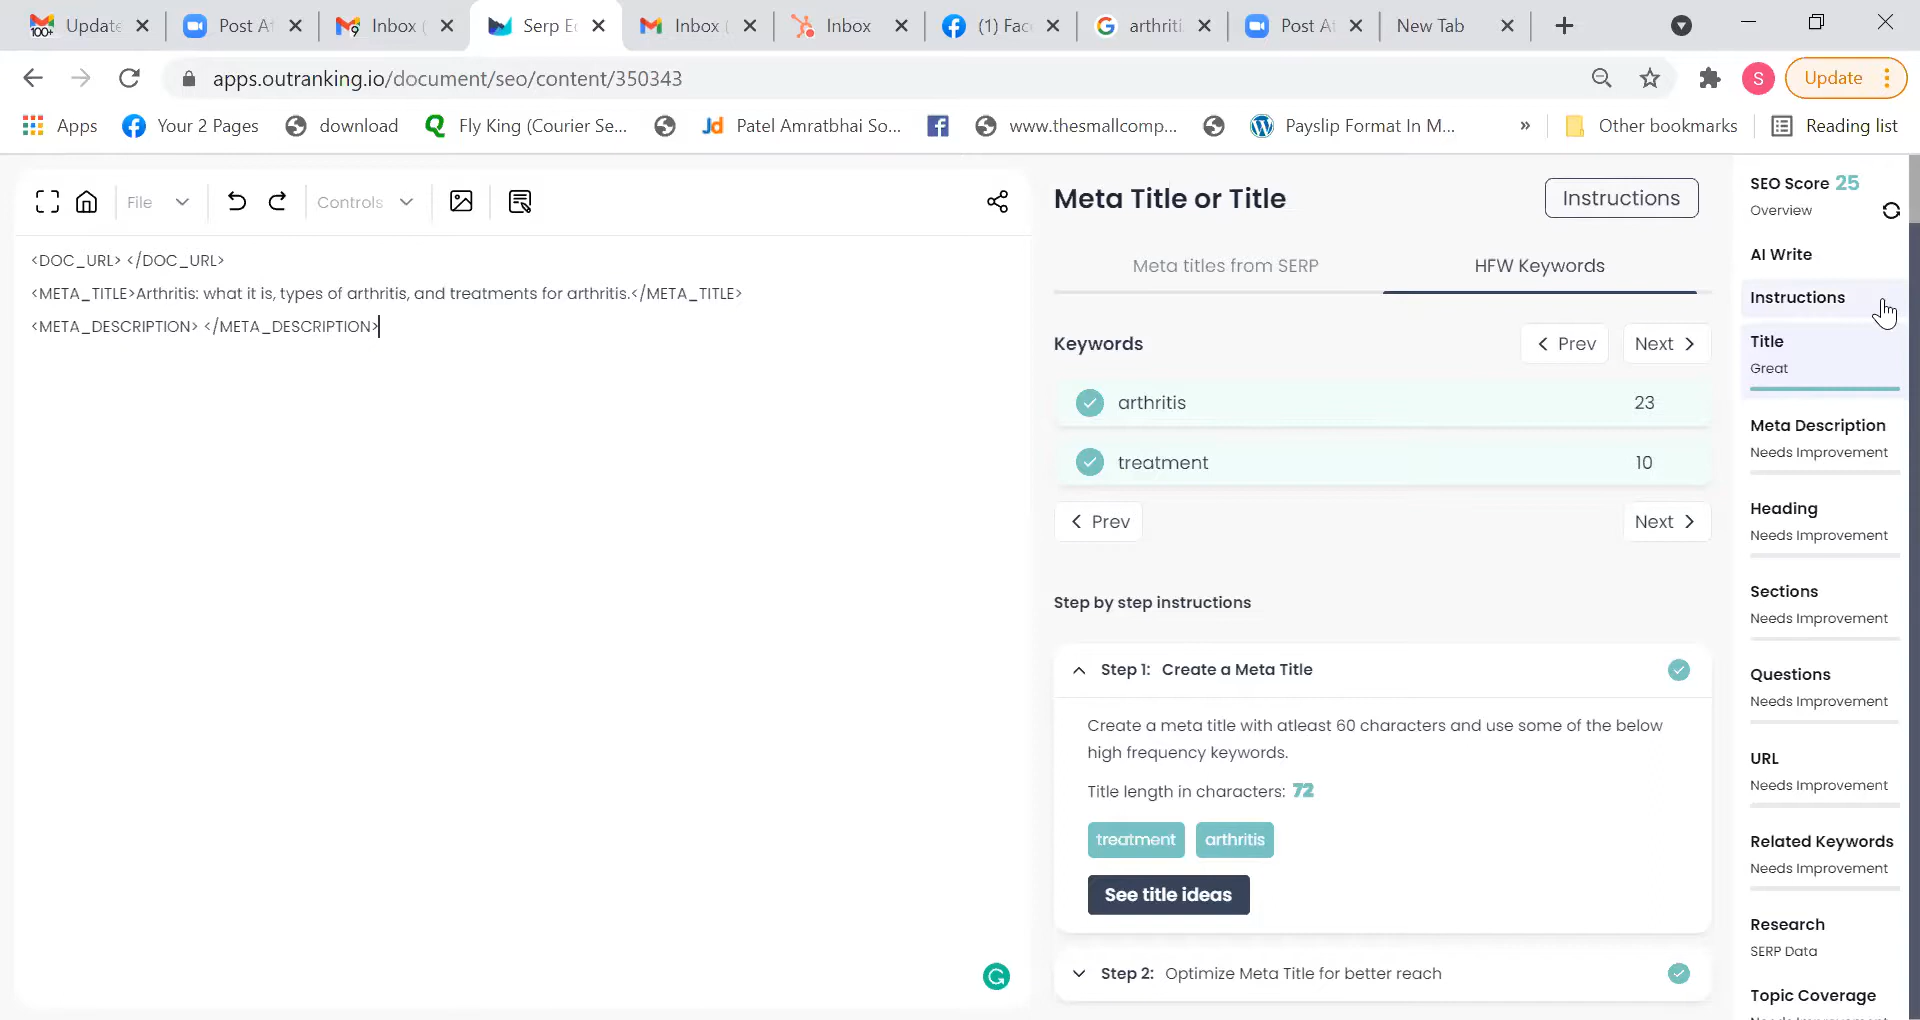 100+ Update
Post At
9 Inbox (
Serp Ec
Inbox (
Inbox
(1) Fac
arthriti
Post At
New Tab
apps.outranking.io/document/seo/content/350343
S
Update
Apps
Your 2 Pages
download
Fly King (Courier Se...
Jd Patel Amratbhai So...
www.thesmallcomp...
Payslip Format In M...
»
Other bookmarks
Reading list
File
Controls
<DOC_URL> </DOC_URL>
<META_TITLE>Arthritis: what it is, types of arthritis, and treatments for arthritis.</META_TITLE>
<META_DESCRIPTION> </META_DESCRIPTION>
Meta Title or Title
Instructions
Meta titles from SERP
HFW Keywords
Keywords
Prev
Next
arthritis 23
treatment 10
Prev
Next
Step by step instructions
Step 1: Create a Meta Title
Create a meta title with atleast 60 characters and use some of the below
high frequency keywords.
Title length in characters: 72
treatment arthritis
See title ideas
Step 2: Optimize Meta Title for better reach
SEO Score 25
Overview
AI Write
Instructions
Title
Great
Meta Description
Needs Improvement
Heading
Needs Improvement
Sections
Needs Improvement
Questions
Needs Improvement
URL
Needs Improvement
Related Keywords
Needs Improvement
Research
SERP Data
Topic Coverage